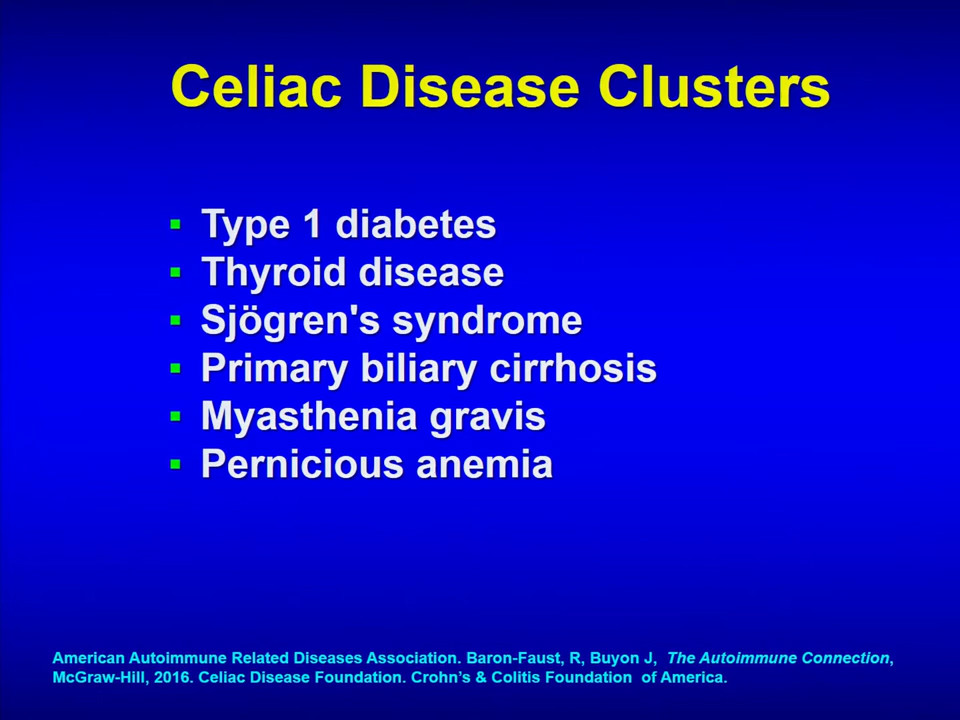 Celiac Disease Clusters
▪ Type 1 diabetes
▪ Thyroid disease
▪ Sjögren's syndrome
▪ Primary biliary cirrhosis
▪ Myasthenia gravis
▪ Pernicious anemia
American Autoimmune Related Diseases Association. Baron-Faust, R, Buyon J, The Autoimmune Connection,
McGraw-Hill, 2016. Celiac Disease Foundation. Crohn’s & Colitis Foundation of America.